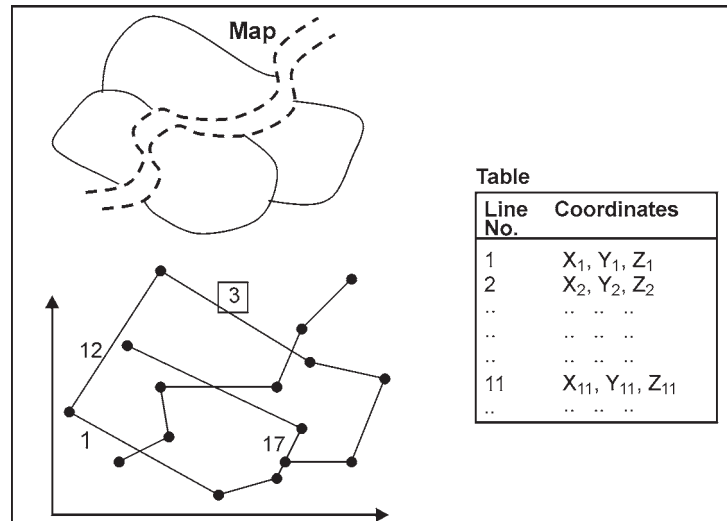 Map
3
12
1
17
Table
Line No. Coordinates
1 X₁, Y₁, Z₁
2 X₂, Y₂, Z₂
.. .. .. ..
.. .. .. ..
.. .. .. ..
11 X₁₁, Y₁₁, Z₁₁
.. .. .. ..